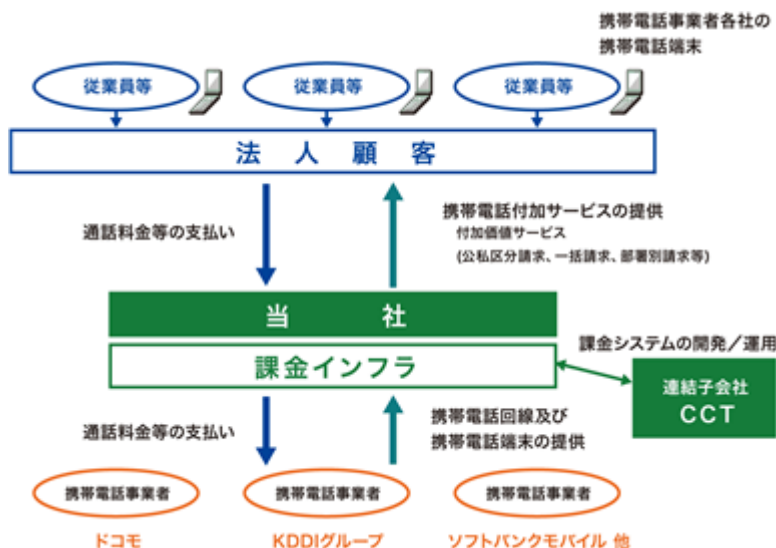 携帯電話事業者各社の
携帯電話端末
従業員等
従業員等
従業員等
法人顧客
通話料金等の支払い
携帯電話付加サービスの提供
付加価値サービス
(公私区分請求、一括請求、部署別請求等)
当社
課金インフラ
課金システムの開発／運用
連結子会社
CCT
通話料金等の支払い
携帯電話回線及び
携帯電話端末の提供
携帯電話事業者
携帯電話事業者
携帯電話事業者
ドコモ
KDDIグループ
ソフトバンクモバイル 他